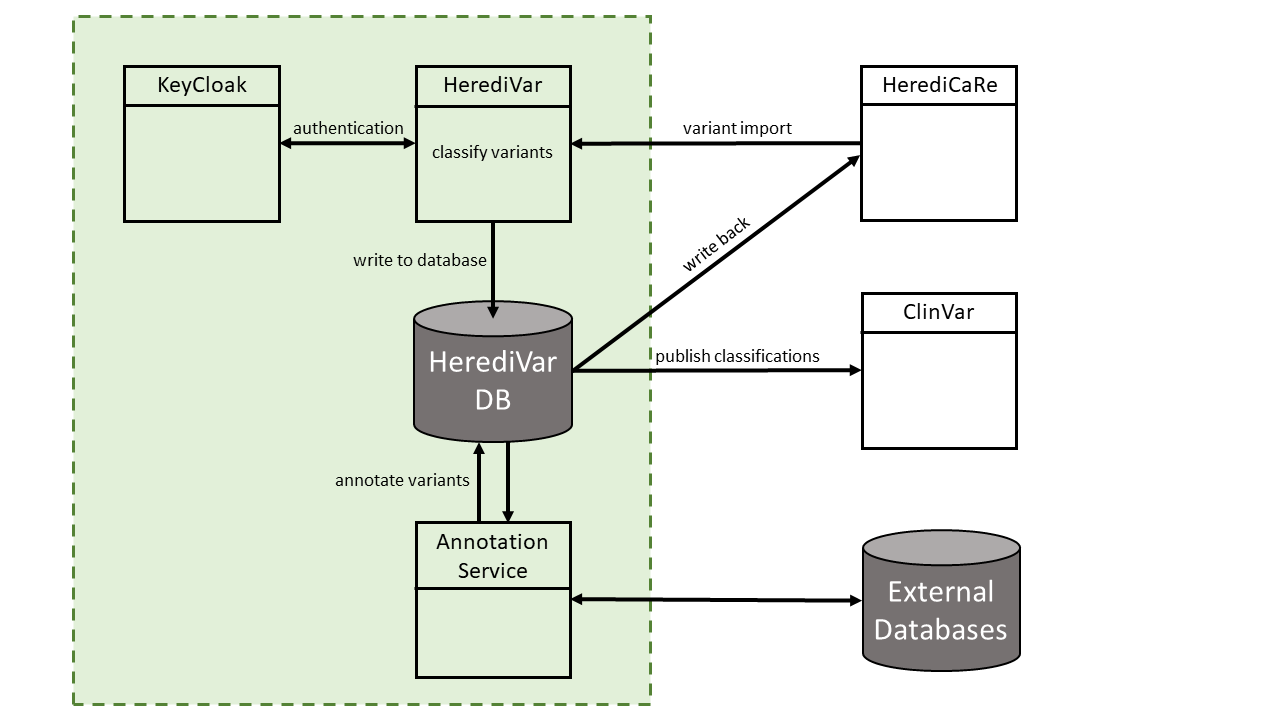 KeyCloak
HerediVar
HerediCaRe
authentication
variant import
classify variants
write back
write to database
ClinVar
HerediVar
DB
publish classifications
annotate variants
Annotation
Service
External
Databases